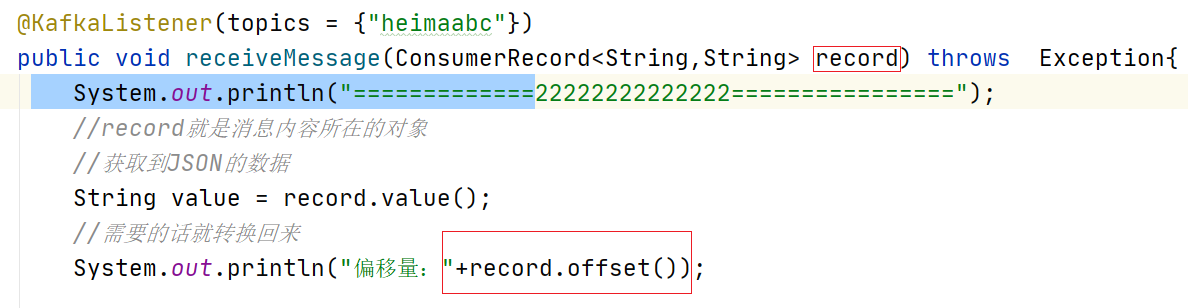 @KafkaListener(topics = {"heimaabc"})
public void receiveMessage(ConsumerRecord<String,String> record) throws  Exception{
System.out.println("=============22222222222222================");
//record就是消息内容所在的对象
//获取到JSON的数据
String value = record.value();
//需要的话就转换回来
System.out.println("偏移量："+record.offset());